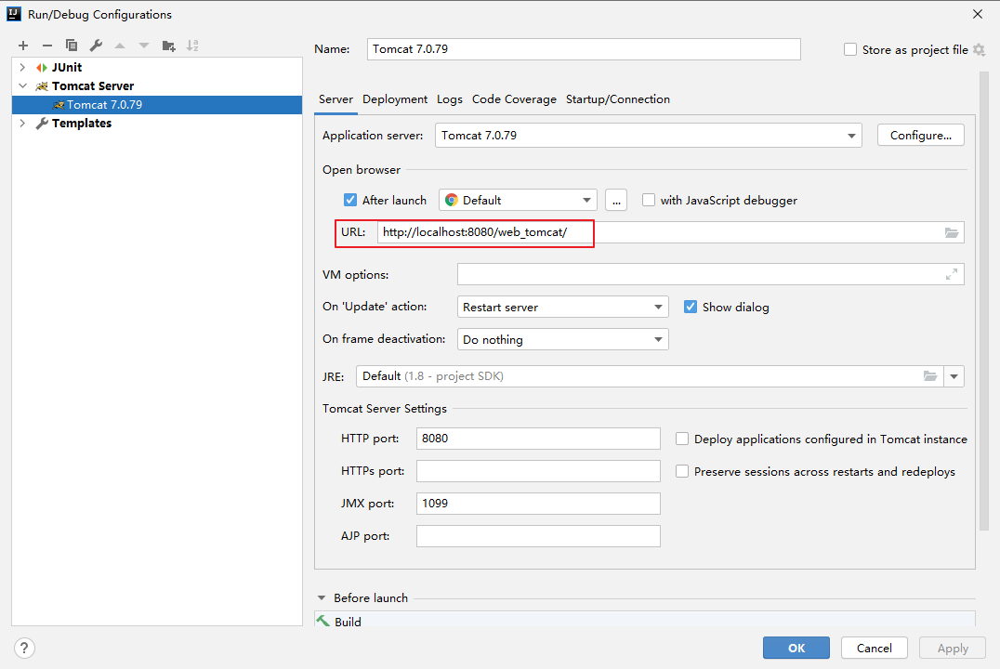 IJ Run/Debug Configurations
Name: Tomcat 7.0.79 Store as project file
JUnit
Tomcat Server
Tomcat 7.0.79
Templates
Server Deployment Logs Code Coverage Startup/Connection
Application server: Tomcat 7.0.79 Configure...
Open browser
After launch Default ... with JavaScript debugger
URL: http://localhost:8080/web_tomcat/
VM options:
On 'Update' action: Restart server Show dialog
On frame deactivation: Do nothing
JRE: Default (1.8 - project SDK)
Tomcat Server Settings
HTTP port: 8080 Deploy applications configured in Tomcat instance
HTTPs port: Preserve sessions across restarts and redeploys
JMX port: 1099
AJP port:
Before launch
Build
? OK Cancel Apply